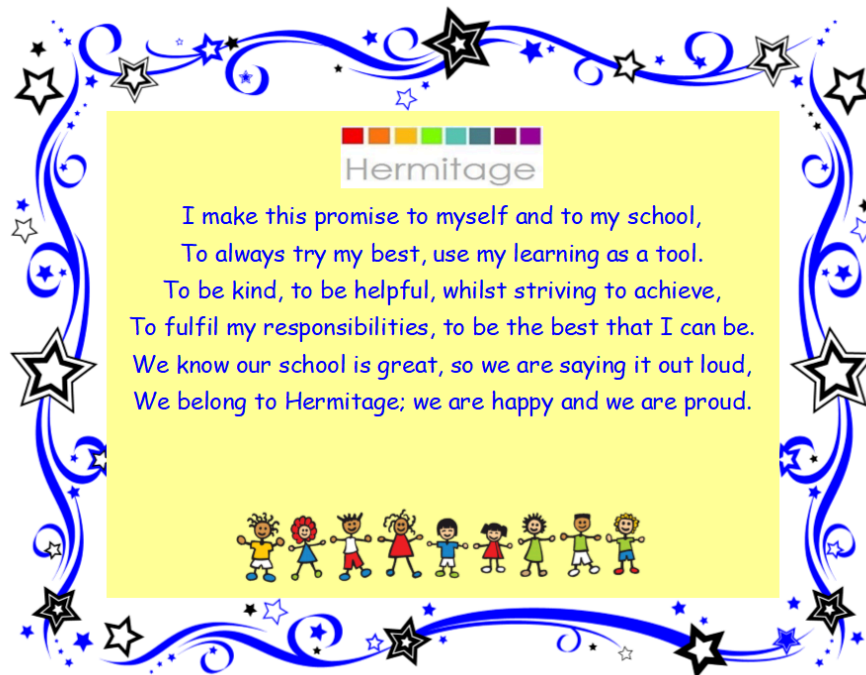 Hermitage
I make this promise to myself and to my school,
To always try my best, use my learning as a tool.
To be kind, to be helpful, whilst striving to achieve,
To fulfil my responsibilities, to be the best that I can be.
We know our school is great, so we are saying it out loud,
We belong to Hermitage; we are happy and we are proud.